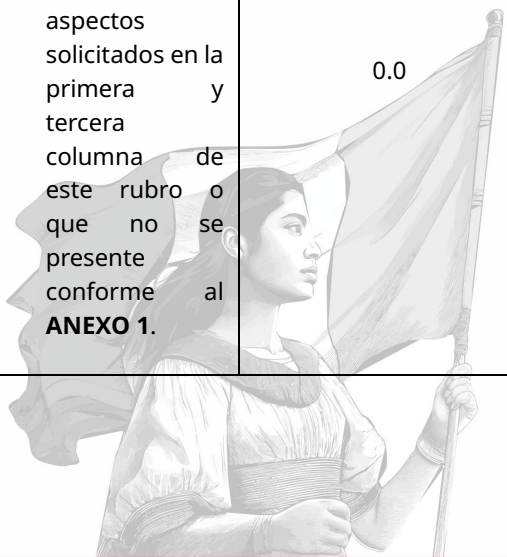 aspectos
solicitados en la
primera y
tercera
columna de
este rubro o
que no se
presente
conforme al
ANEXO 1.
0.0